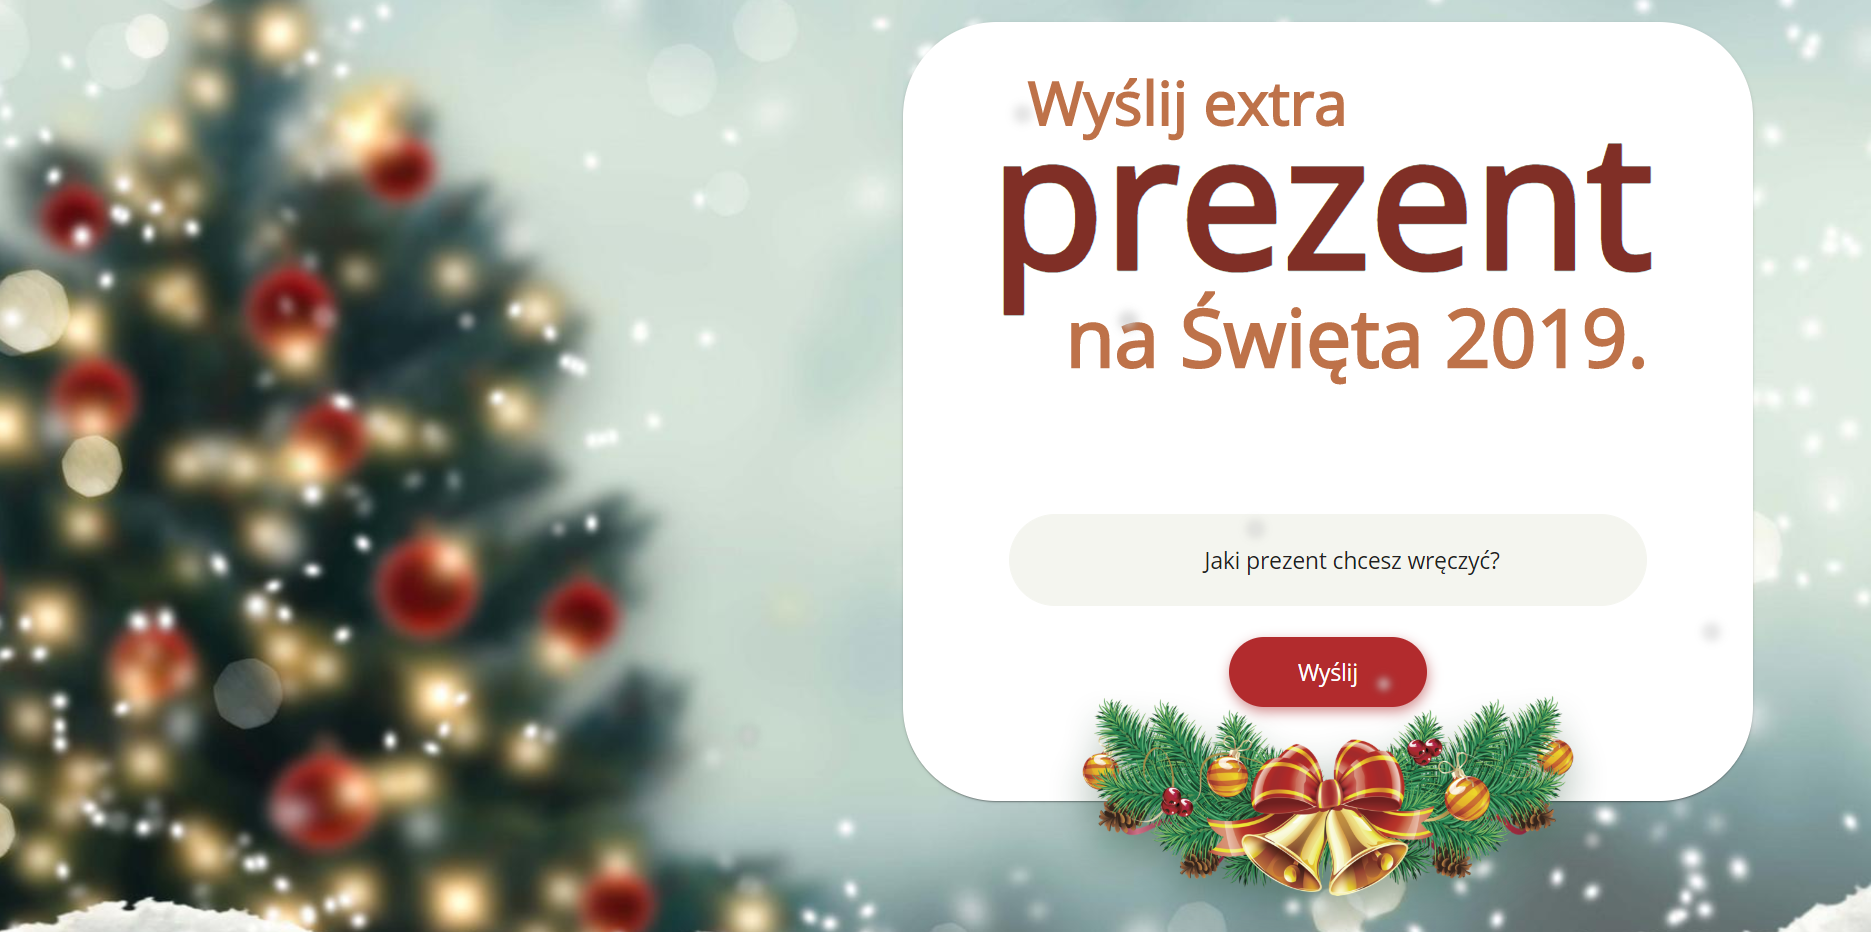 Wyślij extra
prezent
na Święta 2019.
Jaki prezent chcesz wręczyć?
Wyślij